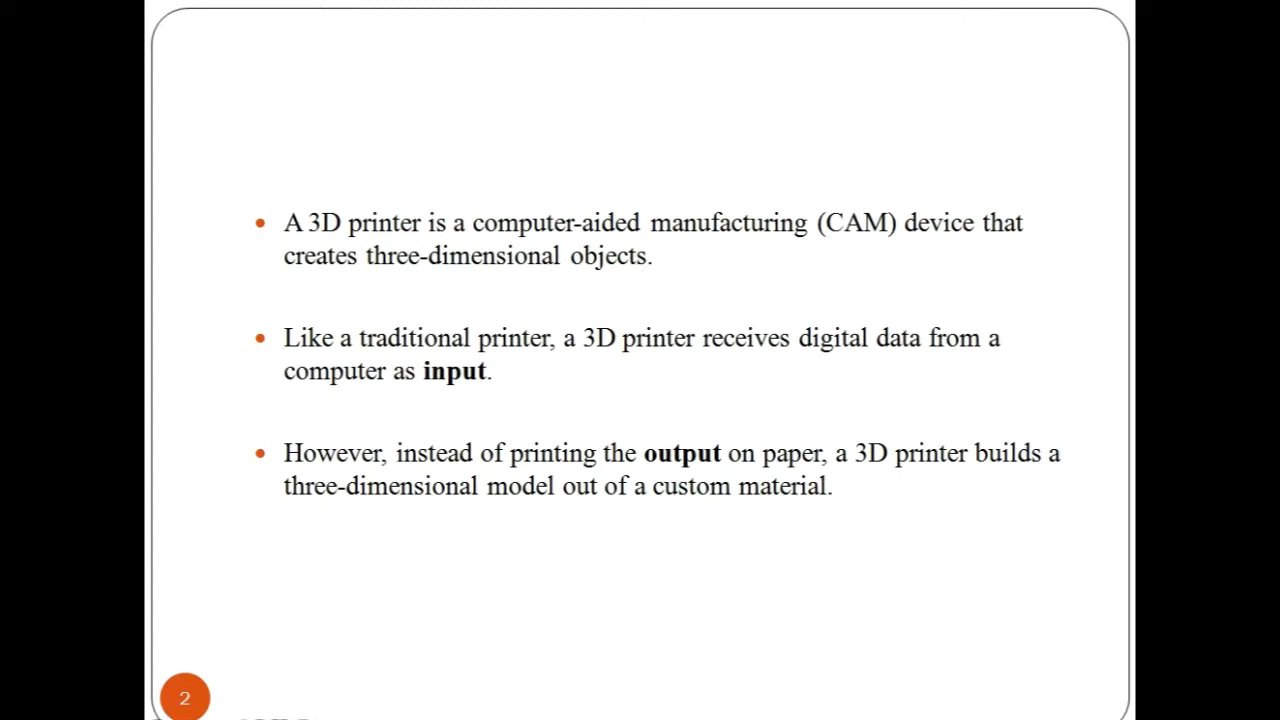 A 3D printer is a computer-aided manufacturing (CAM) device that
creates three-dimensional objects.
Like a traditional printer, a 3D printer receives digital data from a
computer as input.
However, instead of printing the output on paper, a 3D printer builds a
three-dimensional model out of a custom material.
2